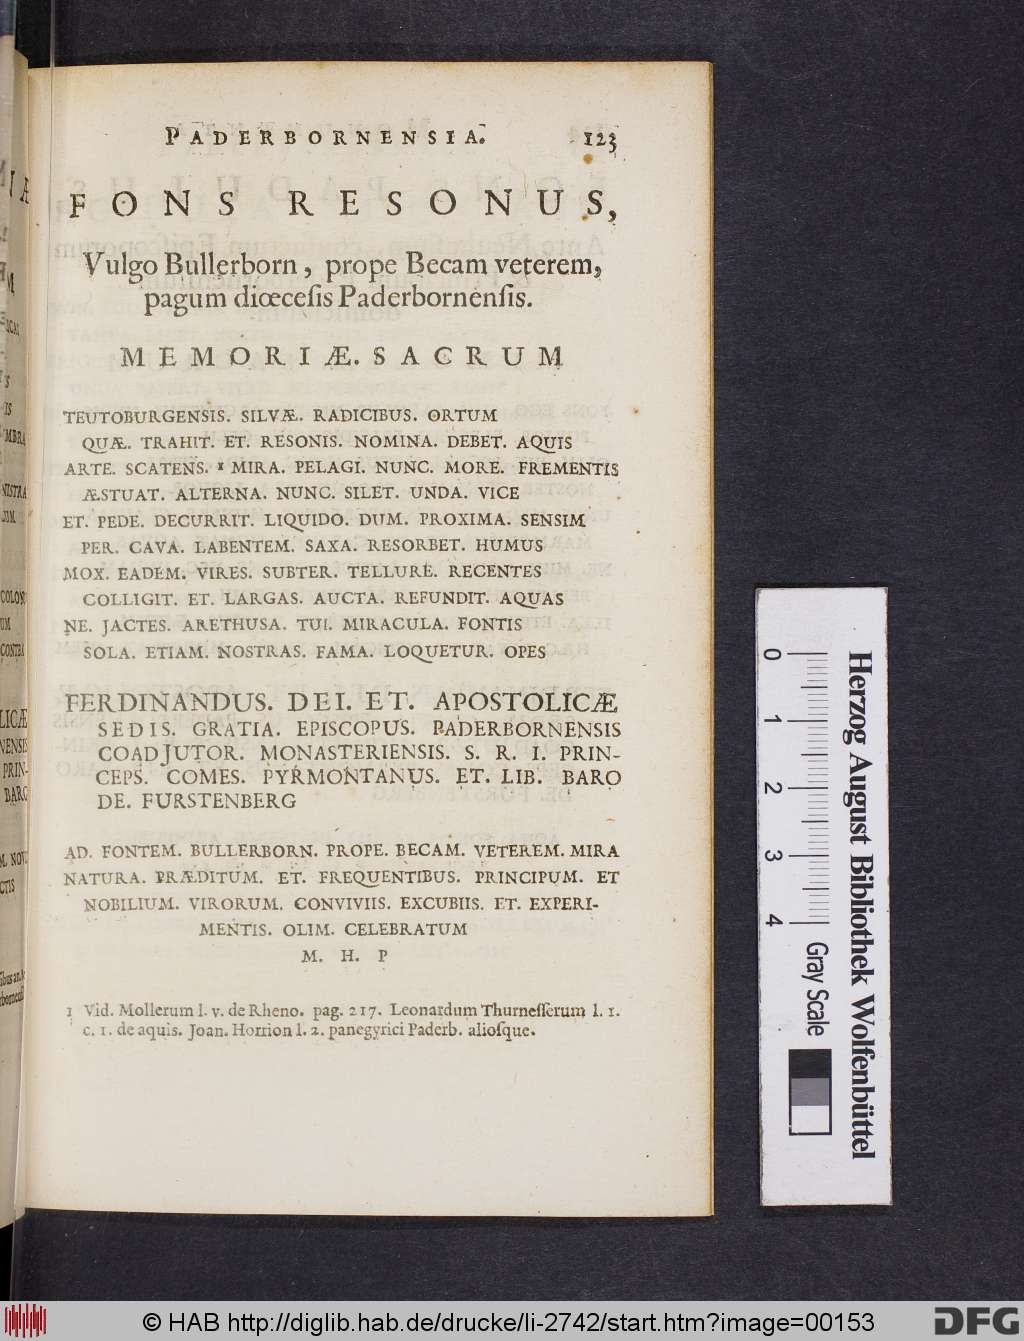 PADERBORNENSIA. 123
FONS RESONUS,
Vulgo Bullerborn, prope Becam veterem,
pagum diœceſis Paderbornenſis.
MEMORIÆ. SACRUM
TEUTOBURGENSIS. SILVÆ. RADICIBUS. ORTUM
QUÆ. TRAHIT. ET. RESONIS. NOMINA. DEBET. AQUIS
ARTE. SCATENS. 1 MIRA. PELAGI. NUNC. MORE. FREMENTIS
ÆSTUAT. ALTERNA. NUNC. SILET. UNDA. VICE
ET. PEDE. DECURRIT. LIQUIDO. DUM. PROXIMA. SENSIM
PER. CAVA. LABENTEM. SAXA. RESORBET. HUMUS
MOX. EADEM. VIRES. SUBTER. TELLURE. RECENTES
COLLIGIT. ET. LARGAS. AUCTA. REFUNDIT. AQUAS
NE. JACTES. ARETHUSA. TUI. MIRACULA. FONTIS
SOLA. ETIAM. NOSTRAS. FAMA. LOQUETUR. OPES
FERDINANDUS. DEI. ET. APOSTOLICÆ
SEDIS. GRATIA. EPISCOPUS. PADERBORNENSIS
COADJUTOR. MONASTERIENSIS. S. R. I. PRIN-
CEPS. COMES. PYRMONTANUS. ET. LIB. BARO
DE. FURSTENBERG
AD. FONTEM. BULLERBORN. PROPE. BECAM. VETEREM. MIRA
NATURA. PRÆDITUM. ET. FREQUENTIBUS. PRINCIPUM. ET
NOBILIUM. VIRORUM. CONVIVIIS. EXCUBIIS. ET. EXPERI-
MENTIS. OLIM. CELEBRATUM
M. H. P
1 Vid. Mollerum l. v. de Rheno. pag. 217. Leonardum Thurneſſerum l. 1.
c. 1. de aquis. Joan. Horrion l. 2. panegyrici Paderb. alioſque.
0 1 2 3 4
Gray Scale
Herzog August Bibliothek Wolfenbüttel
© HAB http://diglib.hab.de/drucke/li-2742/start.htm?image=00153
DFG